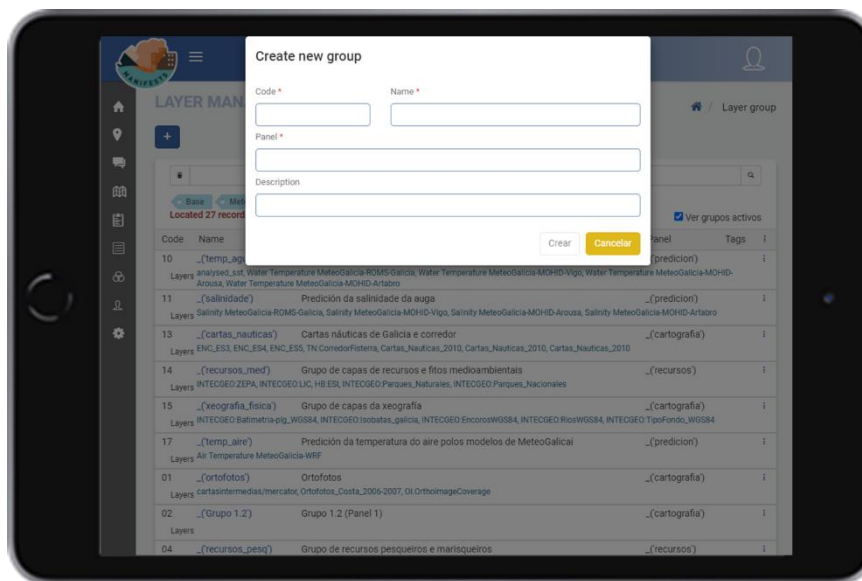 MANIFESTS
Create new group
Code *
Name *
Panel *
Description
Crear
Cancelar
LAYER MAN
/ Layer group
+
Base
Located 27 record
Ver grupos activos
Code Name Panel Tags
10 _('temp_agu _('predicion')
Layers analysed_sst, Water Temperature MeteoGalicia-ROMS-Galicia, Water Temperature MeteoGalicia-MOHID-Vigo, Water Temperature MeteoGalicia-MOHID-
Arousa, Water Temperature MeteoGalicia-MOHID-Artabro
11 _('salinidade') Predición da salinidade da auga _('predicion')
Layers Salinity MeteoGalicia-ROMS-Galicia, Salinity MeteoGalicia-MOHID-Vigo, Salinity MeteoGalicia-MOHID-Arousa, Salinity MeteoGalicia-MOHID-Artabro
13 _('cartas_nauticas') Cartas náuticas de Galicia e corredor _('cartografia')
Layers ENC_ES3, ENC_ES4, ENC_ES5, TN.CorredorFisterra, Cartas_Nauticas_2010, Cartas_Nauticas_2010, Cartas_Nauticas_2010
14 _('recursos_med') Grupo de capas de recursos e fitos medioambientais _('recursos')
Layers INTECGEO:ZEPA, INTECGEO:LIC, HB:ESI, INTECGEO:Parques_Naturales, INTECGEO:Parques_Nacionales
15 _('xeografia_fisica') Grupo de capas da xeografía _('cartografia')
Layers INTECGEO:Batimetria-plg_WGS84, INTECGEO:Isobatas_galicia, INTECGEO:EncorosWGS84, INTECGEO:RiosWGS84, INTECGEO:TipoFondo_WGS84
17 _('temp_aire') Predición da temperatura do aire polos modelos de MeteoGalicai _('predicion')
Layers Air Temperature MeteoGalicia-WRF
01 _('ortofotos') Ortofotos _('cartografia')
Layers cartasintermedias/mercator, Ortofotos_Costa_2006-2007, OI.OrthoimageCoverage
02 _('Grupo 1.2') Grupo 1.2 (Panel 1) _('cartografia')
Layers
04 _('recursos_pesq') Grupo de recursos pesqueiros e marisqueiros _('recursos')